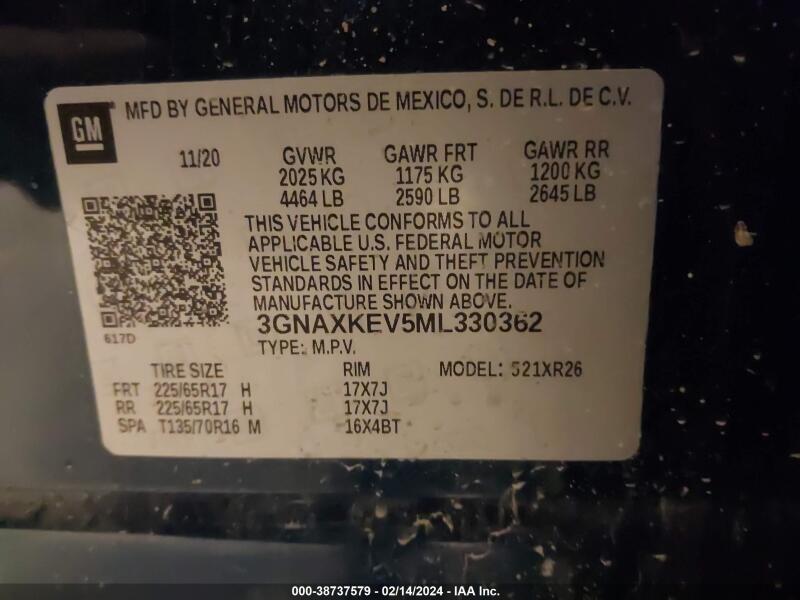 GM
MFD BY GENERAL MOTORS DE MEXICO, S. DE R.L. DE C.V.
11/20 GVWR GAWR FRT GAWR RR
2025 KG 1175 KG 1200 KG
4464 LB 2590 LB 2645 LB
THIS VEHICLE CONFORMS TO ALL
APPLICABLE U.S. FEDERAL MOTOR
VEHICLE SAFETY AND THEFT PREVENTION
STANDARDS IN EFFECT ON THE DATE OF
MANUFACTURE SHOWN ABOVE.
617D
3GNAXKEV5ML330362
TYPE: M.P.V.
TIRE SIZE RIM MODEL: 521XR26
FRT 225/65R17 H 17X7J
RR 225/65R17 H 17X7J
SPA T135/70R16 M 16X4BT
000-38737579 - 02/14/2024 - IAA Inc.